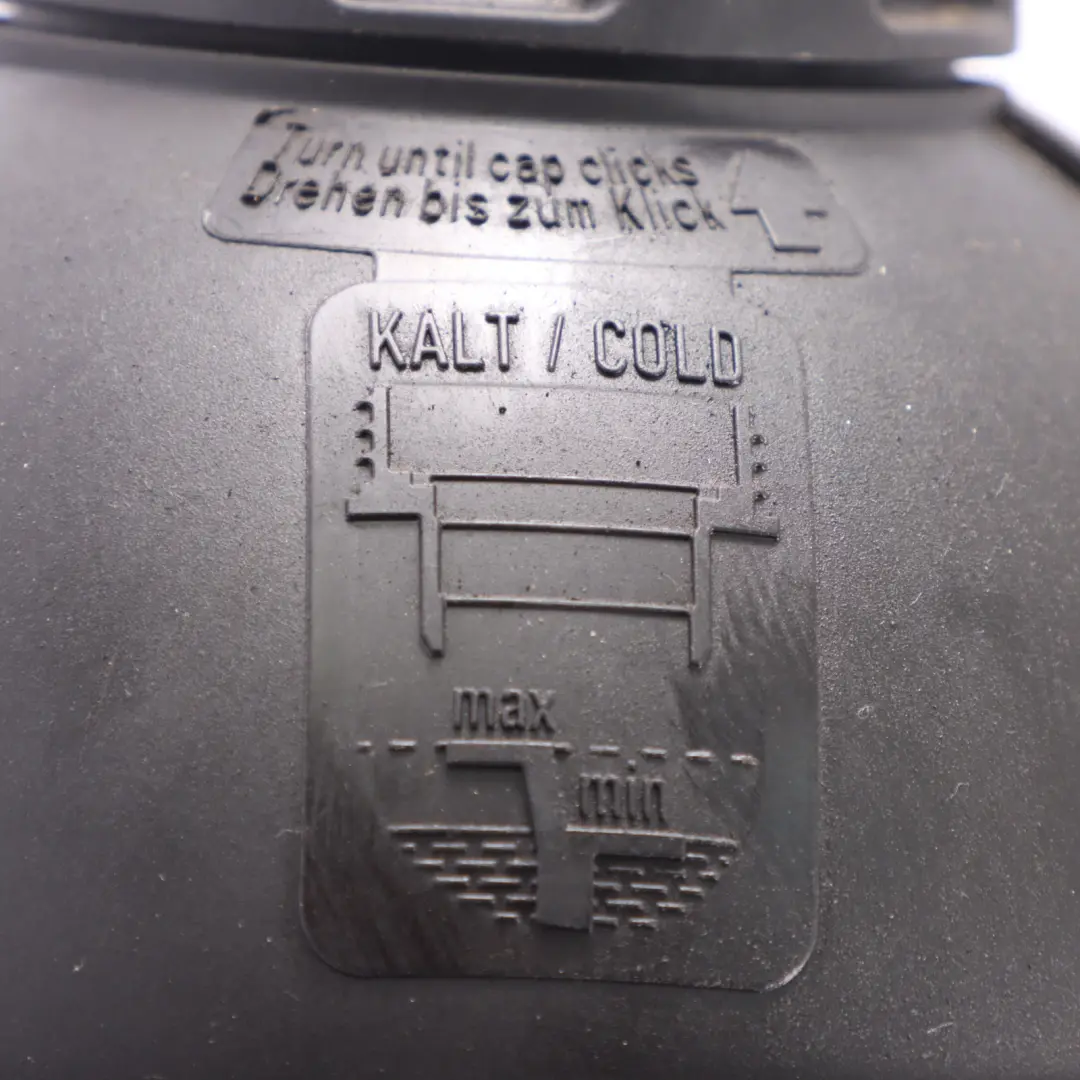 Turn until cap clicks
Drehen bis zum Klick
KALT / COLD
max
min